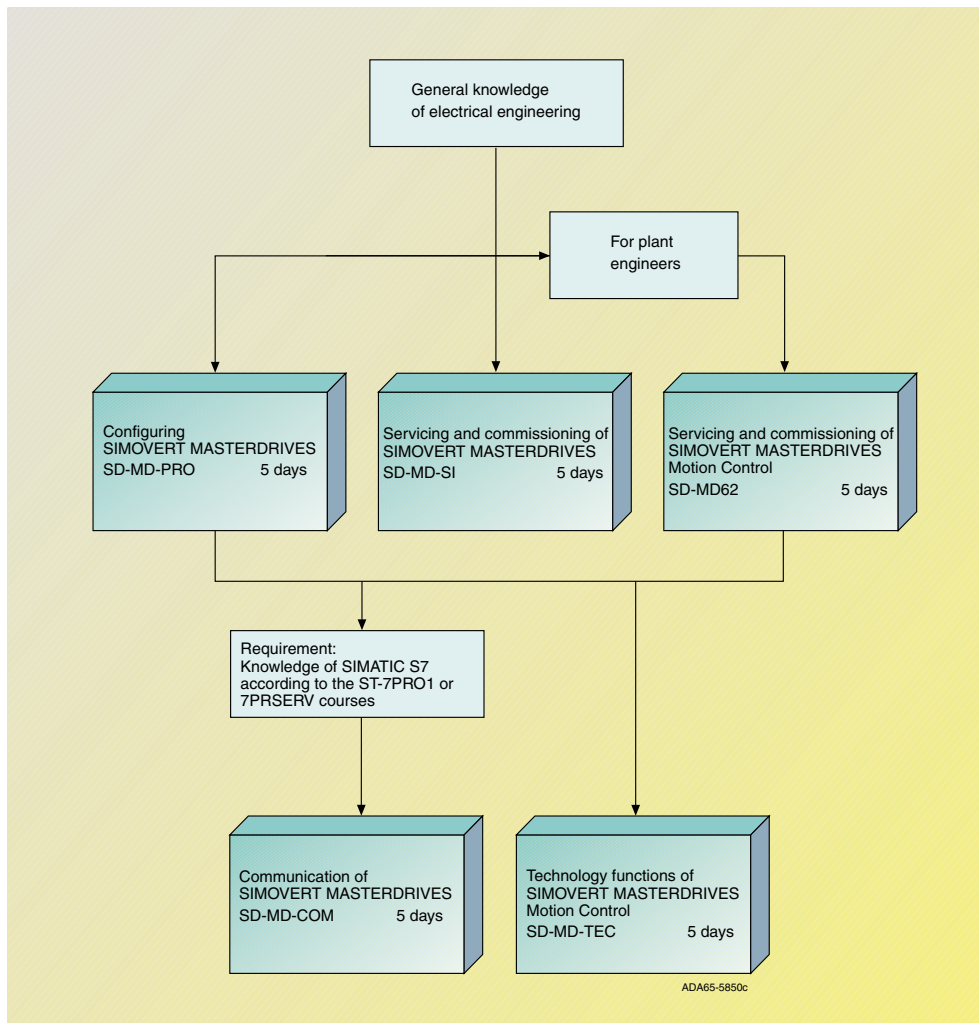 General knowledge
of electrical engineering
For plant
engineers
Configuring
SIMOVERT MASTERDRIVES
SD-MD-PRO 5 days
Servicing and commissioning of
SIMOVERT MASTERDRIVES
SD-MD-SI 5 days
Servicing and commissioning of
SIMOVERT MASTERDRIVES
Motion Control
SD-MD62 5 days
Requirement:
Knowledge of SIMATIC S7
according to the ST-7PRO1 or
7PRSERV courses
Communication of
SIMOVERT MASTERDRIVES
SD-MD-COM 5 days
Technology functions of
SIMOVERT MASTERDRIVES
Motion Control
SD-MD-TEC 5 days
ADA65-5850c